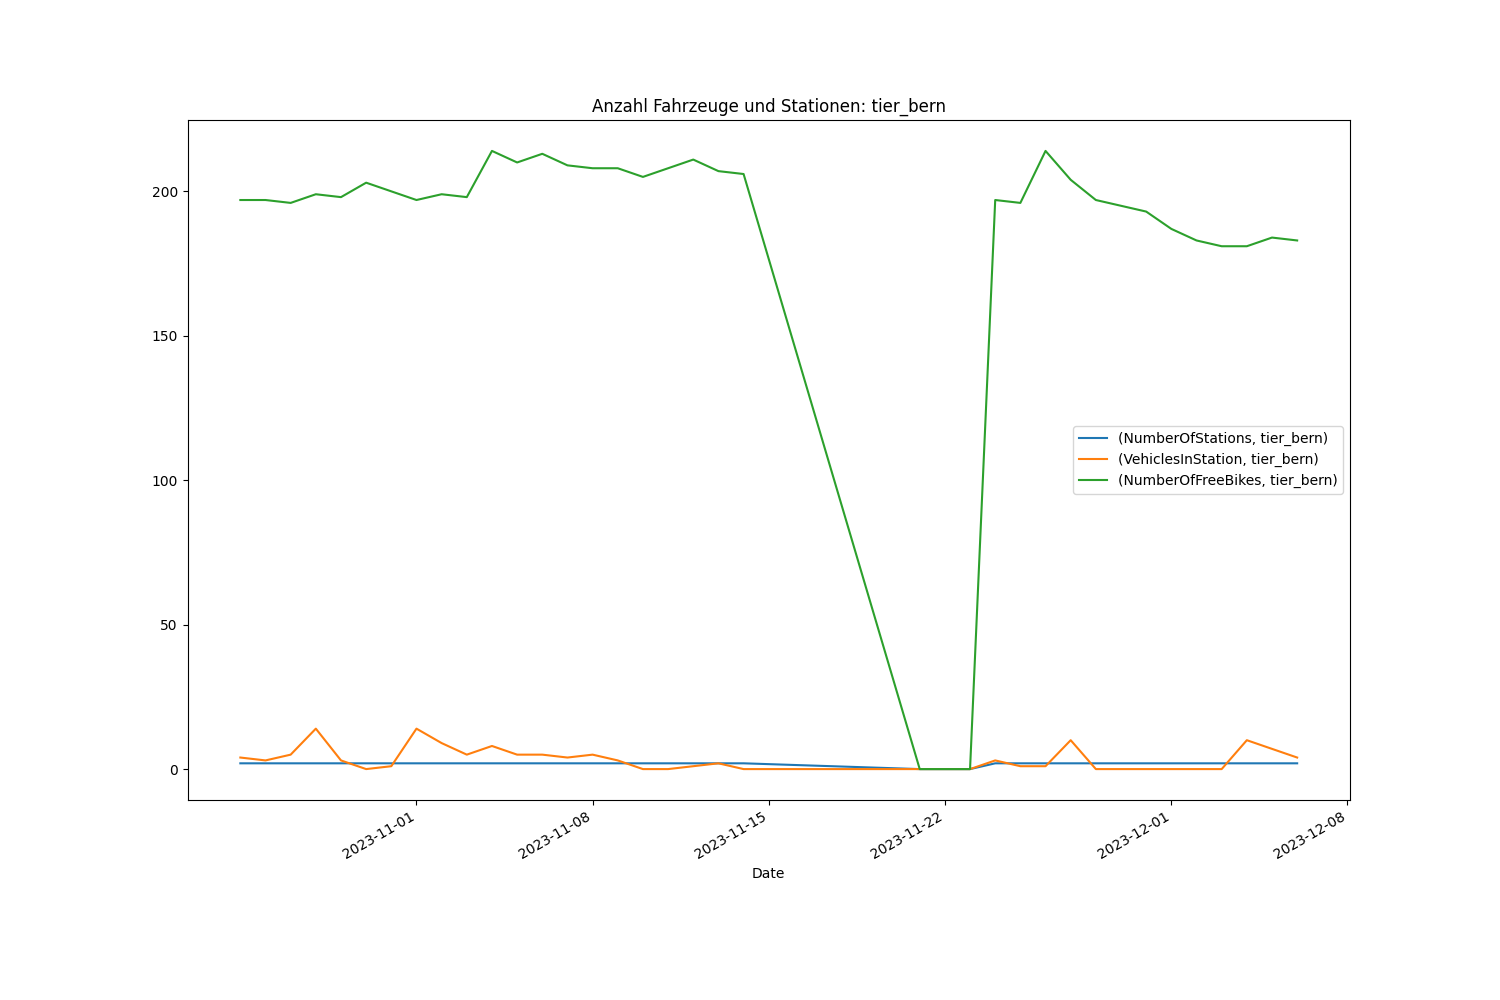 Anzahl Fahrzeuge und Stationen: tier_bern
200
150
100
50
0
(NumberOfStations, tier_bern)
(VehiclesInStation, tier_bern)
(NumberOfFreeBikes, tier_bern)
2023-11-01
2023-11-08
2023-11-15
2023-11-22
2023-12-01
2023-12-08
Date